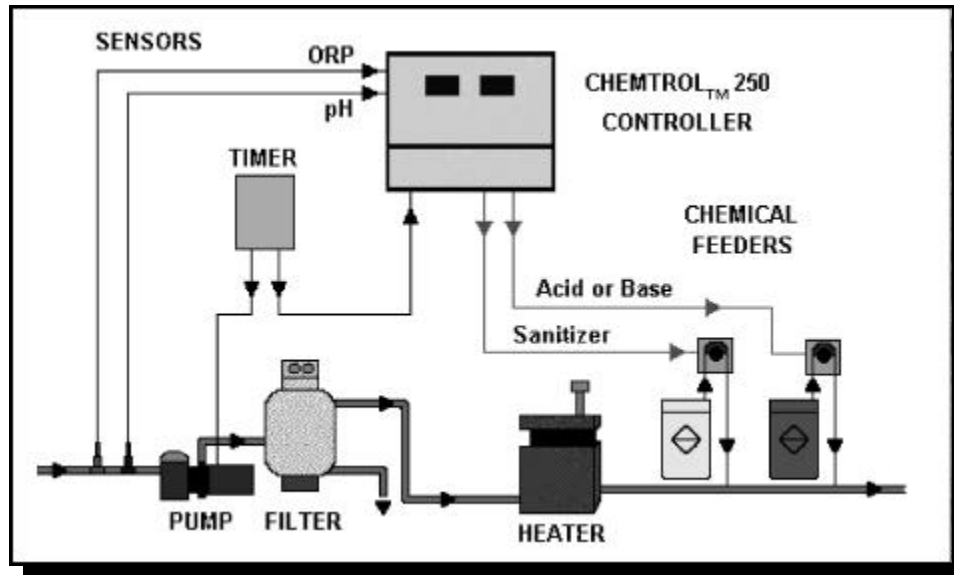 SENSORS
ORP
pH
CHEMTROL™ 250
CONTROLLER
TIMER
CHEMICAL
FEEDERS
Acid or Base
Sanitizer
PUMP
FILTER
HEATER